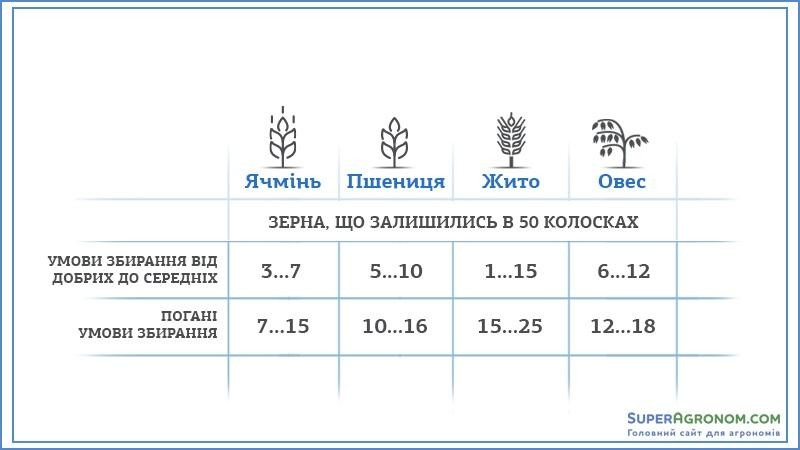 Ячмінь Пшениця Жито Овес
ЗЕРНА, ЩО ЗАЛИШИЛИСЬ В 50 КОЛОСКАХ
УМОВИ ЗБИРАННЯ ВІД
ДОБРИХ ДО СЕРЕДНІХ
3...7 5...10 1...15 6...12
ПОГАНІ
УМОВИ ЗБИРАННЯ
7...15 10...16 15...25 12...18
SUPERAGRONOM.COM
Головний сайт для агрономів